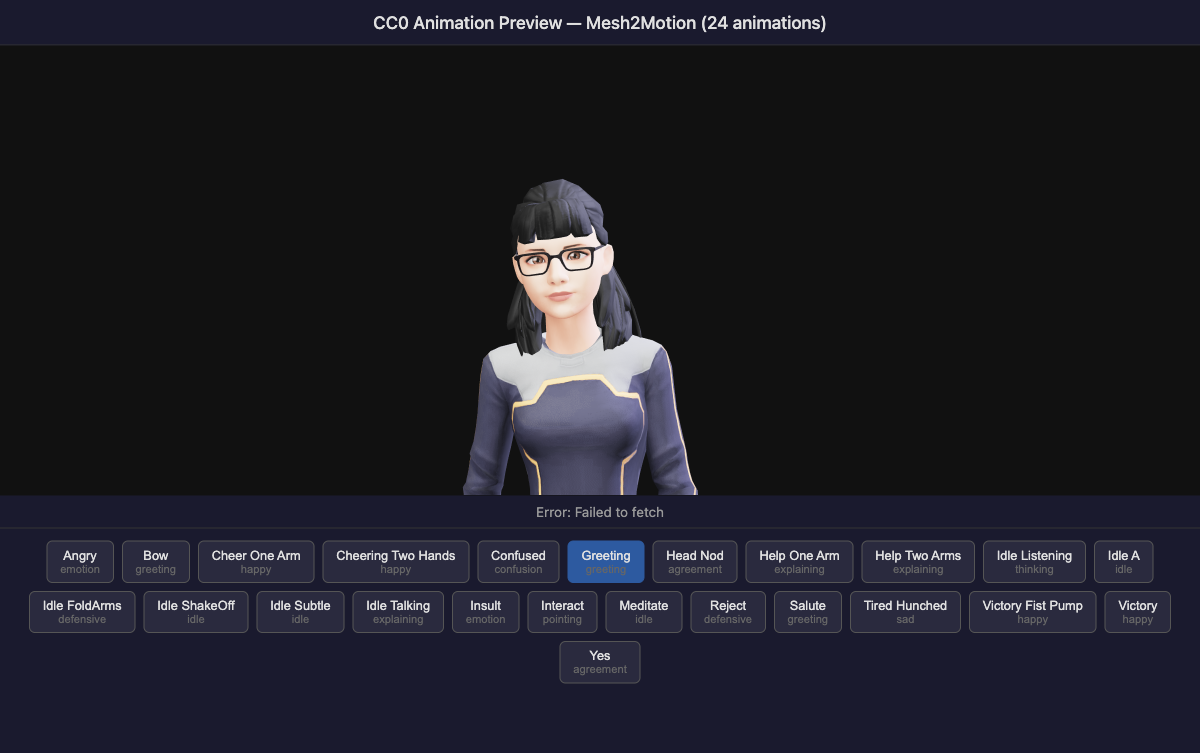 CC0 Animation Preview — Mesh2Motion (24 animations)
Error: Failed to fetch
Angry
emotion
Bow
greeting
Cheer One Arm
happy
Cheering Two Hands
happy
Confused
confusion
Greeting
greeting
Head Nod
agreement
Help One Arm
explaining
Help Two Arms
explaining
Idle Listening
thinking
Idle A
idle
Idle FoldArms
defensive
Idle ShakeOff
idle
Idle Subtle
idle
Idle Talking
explaining
Insult
emotion
Interact
pointing
Meditate
idle
Reject
defensive
Salute
greeting
Tired Hunched
sad
Victory Fist Pump
happy
Victory
happy
Yes
agreement